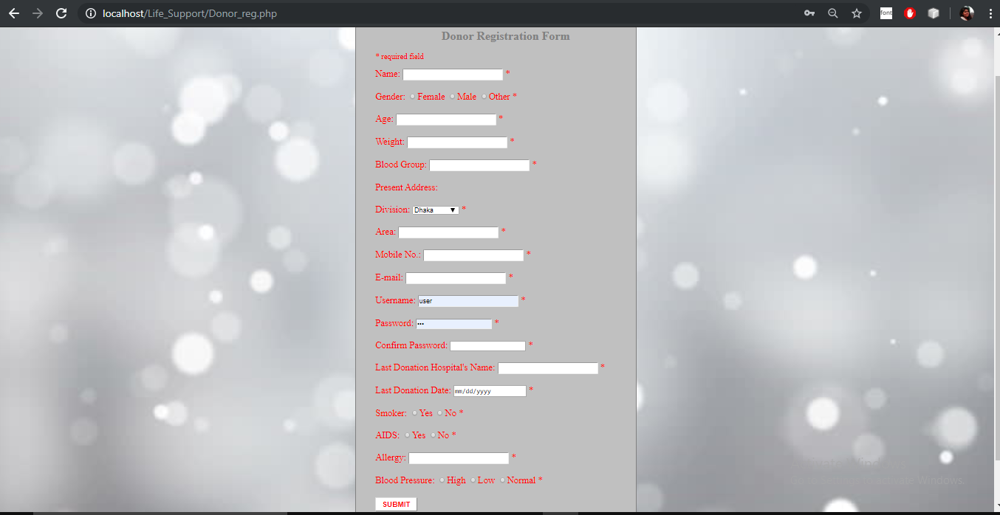 localhost/Life_Support/Donor_reg.php
font
Donor Registration Form
* required field
Name: *
Gender: Female Male Other *
Age: *
Weight: *
Blood Group: *
Present Address:
Division: Dhaka ▼ *
Area: *
Mobile No.: *
E-mail: *
Username: user *
Password: ••• *
Confirm Password: *
Last Donation Hospital's Name: *
Last Donation Date: mm/dd/yyyy *
Smoker: Yes No *
AIDS: Yes No *
Allergy: *
Blood Pressure: High Low Normal *
SUBMIT
Activate Windows
Go to Settings to activate Windows.